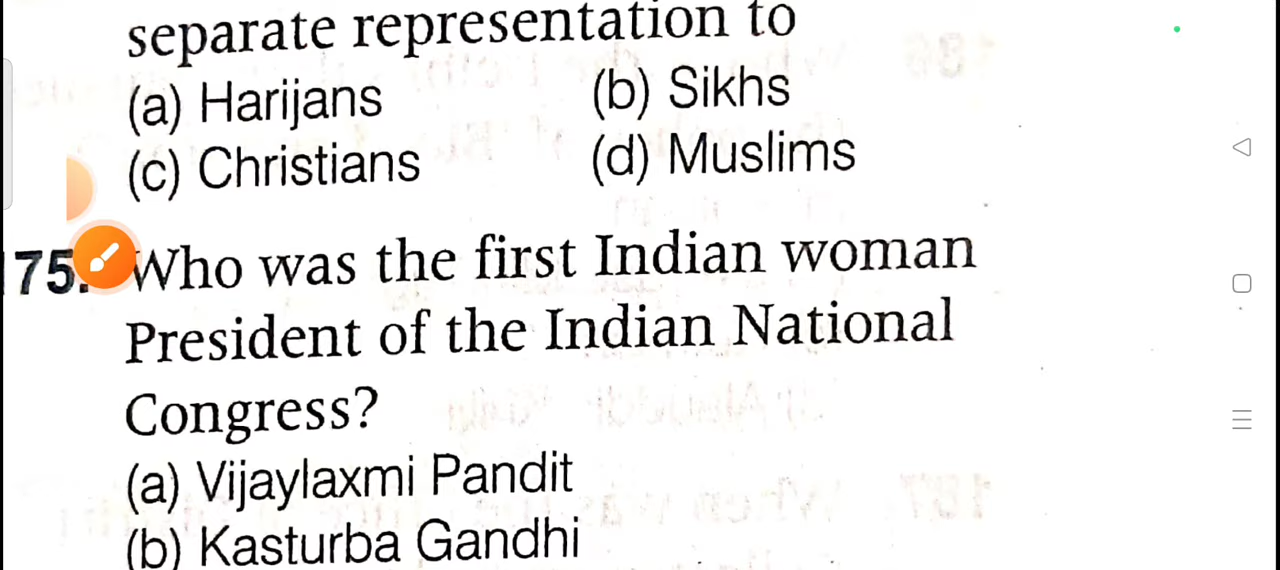 separate representation to
(a) Harijans (b) Sikhs
(c) Christians (d) Muslims
175. Who was the first Indian woman
President of the Indian National
Congress?
(a) Vijaylaxmi Pandit
(b) Kasturba Gandhi